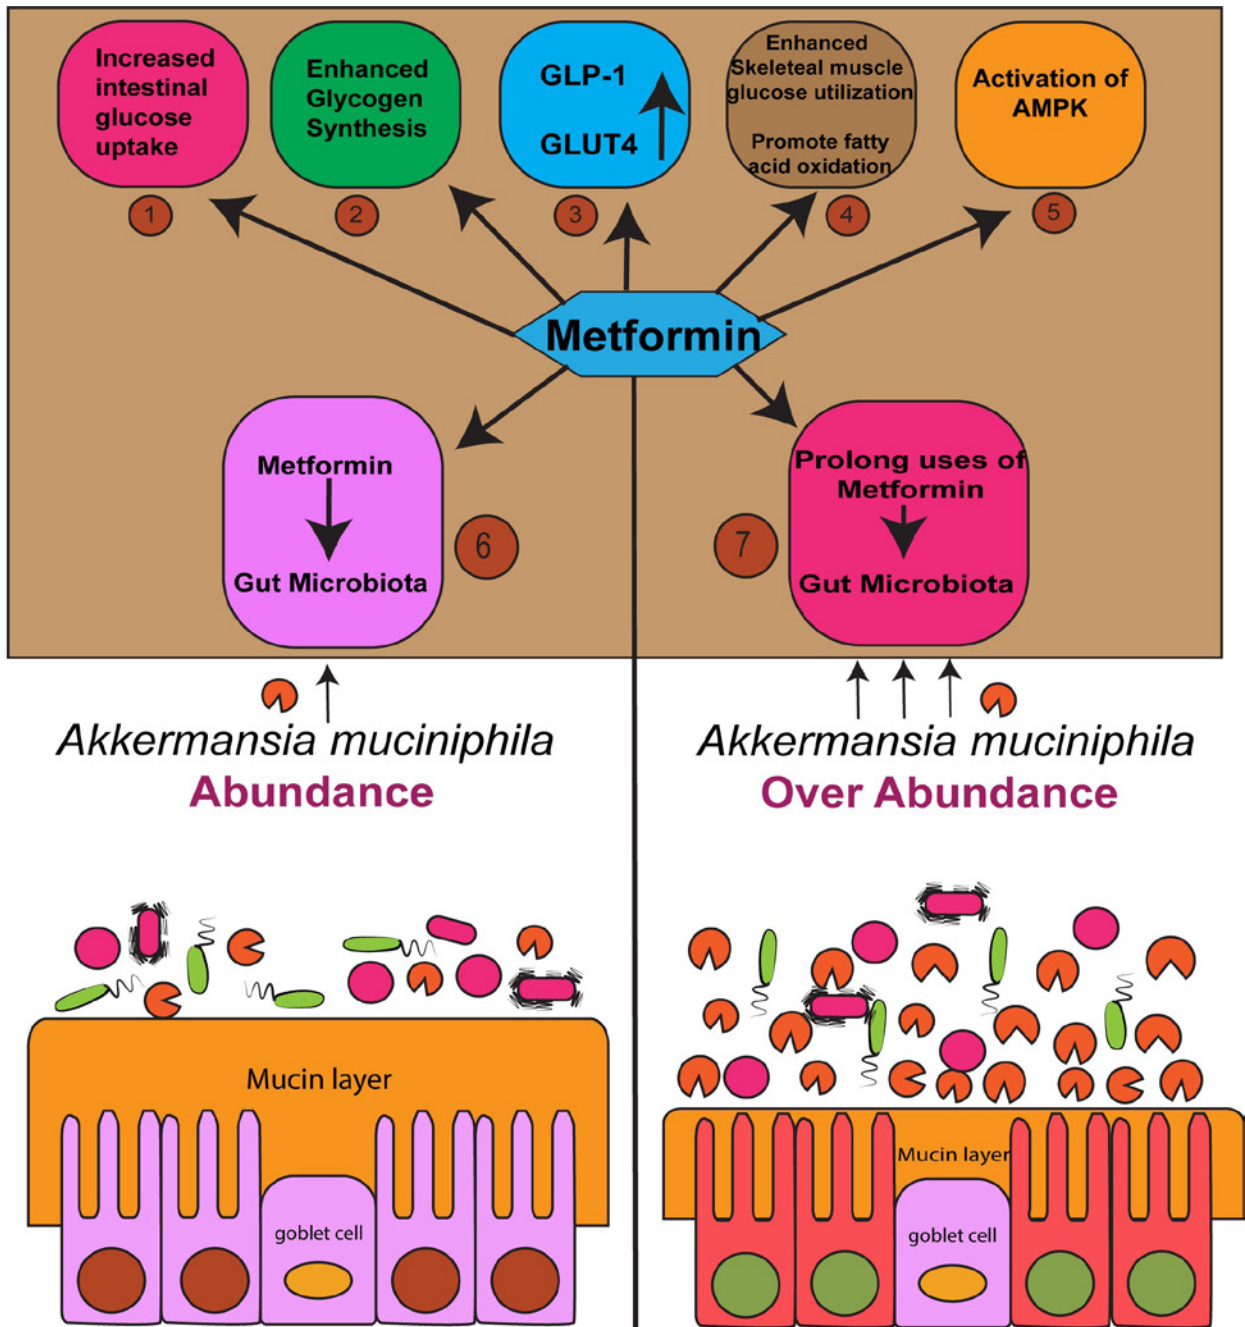 Increased
intestinal
glucose
uptake
Enhanced
Glycogen
Synthesis
GLP-1
GLUT4
Enhanced
Skeleteal muscle
glucose utilization
Promote fatty
acid oxidation
Activation of
AMPK
1
2
3
4
5
Metformin
Metformin
Gut Microbiota
6
7
Prolong uses of
Metformin
Gut Microbiota
Akkermansia muciniphila
Abundance
Akkermansia muciniphila
Over Abundance
Mucin layer
goblet cell
Mucin layer
goblet cell